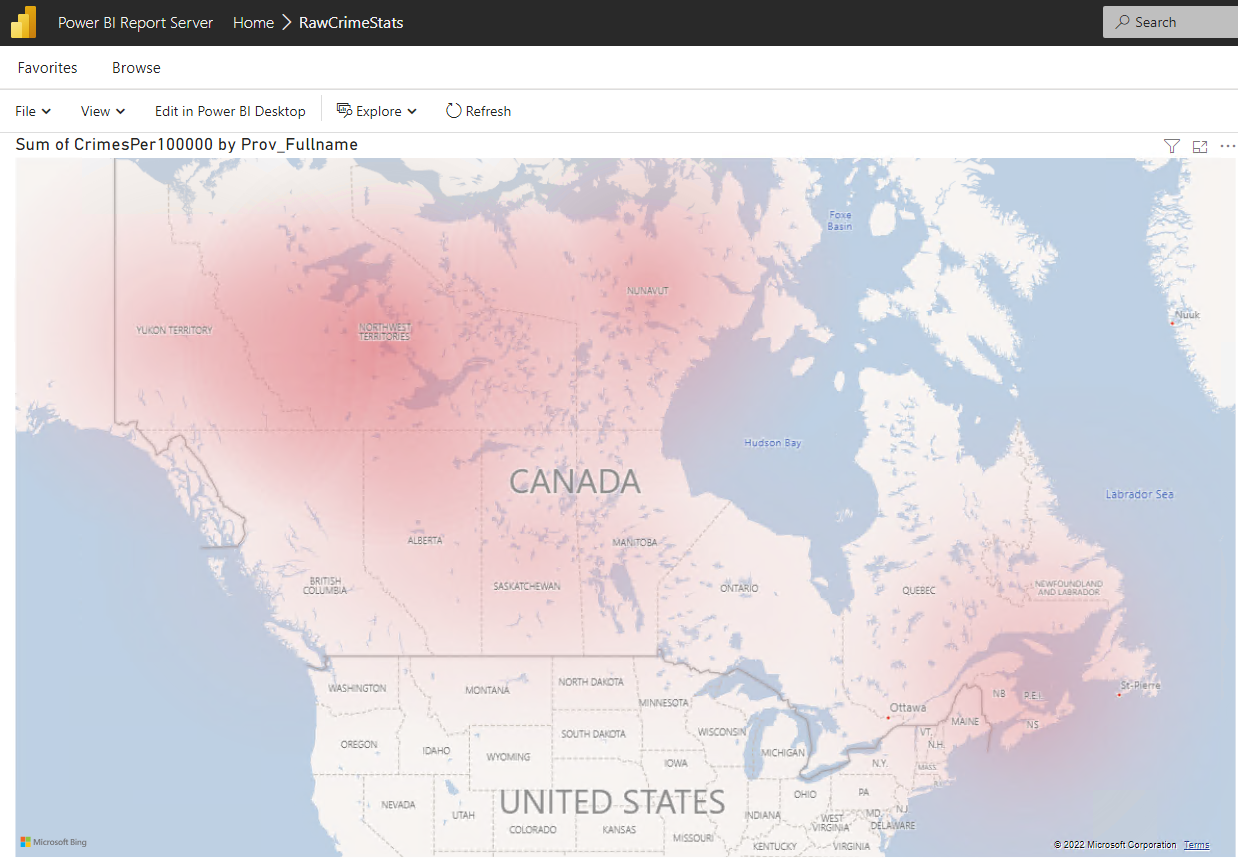 Power BI Report Server Home > RawCrimeStats Search
Favorites Browse
File View Edit in Power BI Desktop Explore Refresh
Sum of CrimesPer100000 by Prov_Fullname
Foxe
Basin
NUNAVUT
Nuuk
YUKON TERRITORY
NORTHWEST
TERRITORIES
Hudson Bay
CANADA
Labrador Sea
ALBERTA
MANITOBA
BRITISH
COLUMBIA
SASKATCHEWAN
ONTARIO
QUEBEC
NEWFOUNDLAND
AND LABRADOR
WASHINGTON
MONTANA
NORTH DAKOTA
MINNESOTA
Ottawa
NB
P.E.I.
St-Pierre
MAINE
NS
OREGON
IDAHO
WYOMING
SOUTH DAKOTA
WISCONSIN
MICHIGAN
VT.
N.H.
IOWA
N.Y.
MASS.
NEVADA
UTAH
UNITED STATES
COLORADO
KANSAS
MISSOURI
INDIANA
OHIO
PA
WEST
VIRGINIA
MD.
NJ
DELAWARE
KENTUCKY
VIRGINIA
Microsoft Bing
© 2022 Microsoft Corporation Terms